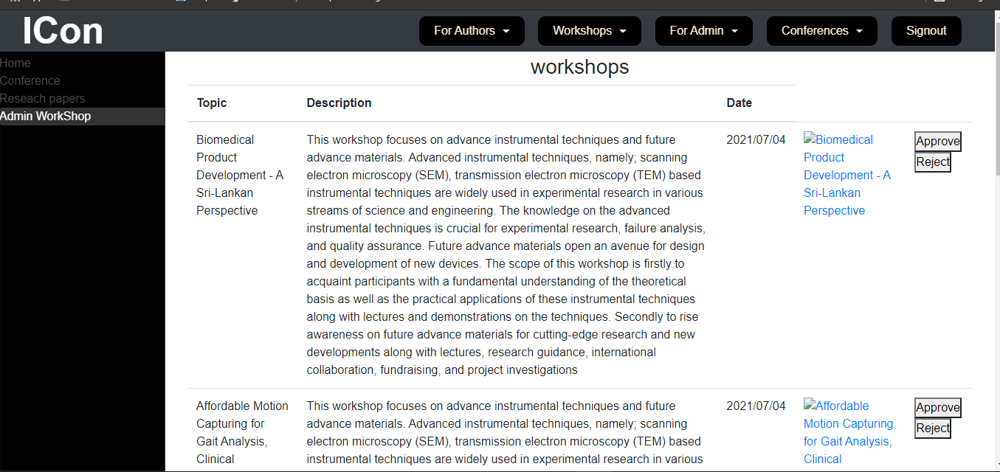 ICon
For Authors
Workshops
For Admin
Conferences
Signout
Home
Conference
Reseach papers
Admin WorkShop
workshops
Topic
Description
Date
Biomedical
Product
Development - A
Sri-Lankan
Perspective
This workshop focuses on advance instrumental techniques and future
advance materials. Advanced instrumental techniques, namely; scanning
electron microscopy (SEM), transmission electron microscopy (TEM) based
instrumental techniques are widely used in experimental research in various
streams of science and engineering. The knowledge on the advanced
instrumental techniques is crucial for experimental research, failure analysis,
and quality assurance. Future advance materials open an avenue for design
and development of new devices. The scope of this workshop is firstly to
acquaint participants with a fundamental understanding of the theoretical
basis as well as the practical applications of these instrumental techniques
along with lectures and demonstrations on the techniques. Secondly to rise
awareness on future advance materials for cutting-edge research and new
developments along with lectures, research guidance, international
collaboration, fundraising, and project investigations
2021/07/04
Biomedical
Product
Development - A
Sri-Lankan
Perspective
Approve
Reject
Affordable Motion
Capturing for
Gait Analysis,
Clinical
This workshop focuses on advance instrumental techniques and future
advance materials. Advanced instrumental techniques, namely; scanning
electron microscopy (SEM), transmission electron microscopy (TEM) based
instrumental techniques are widely used in experimental research in various
2021/07/04
Affordable
Motion Capturing
for Gait Analysis,
Clinical
Approve
Reject